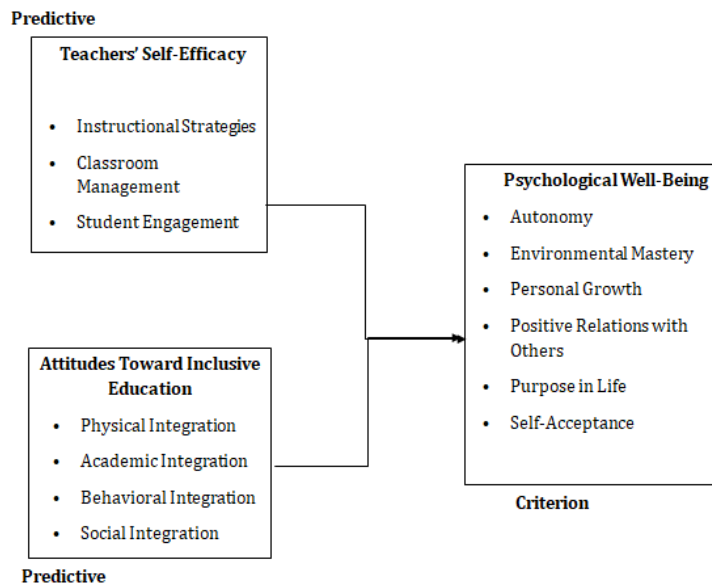 Predictive
Teachers' Self-Efficacy
• Instructional Strategies
• Classroom
Management
• Student Engagement
Attitudes Toward Inclusive
Education
• Physical Integration
• Academic Integration
• Behavioral Integration
• Social Integration
Predictive
Psychological Well-Being
• Autonomy
• Environmental Mastery
• Personal Growth
• Positive Relations with
Others
• Purpose in Life
• Self-Acceptance
Criterion